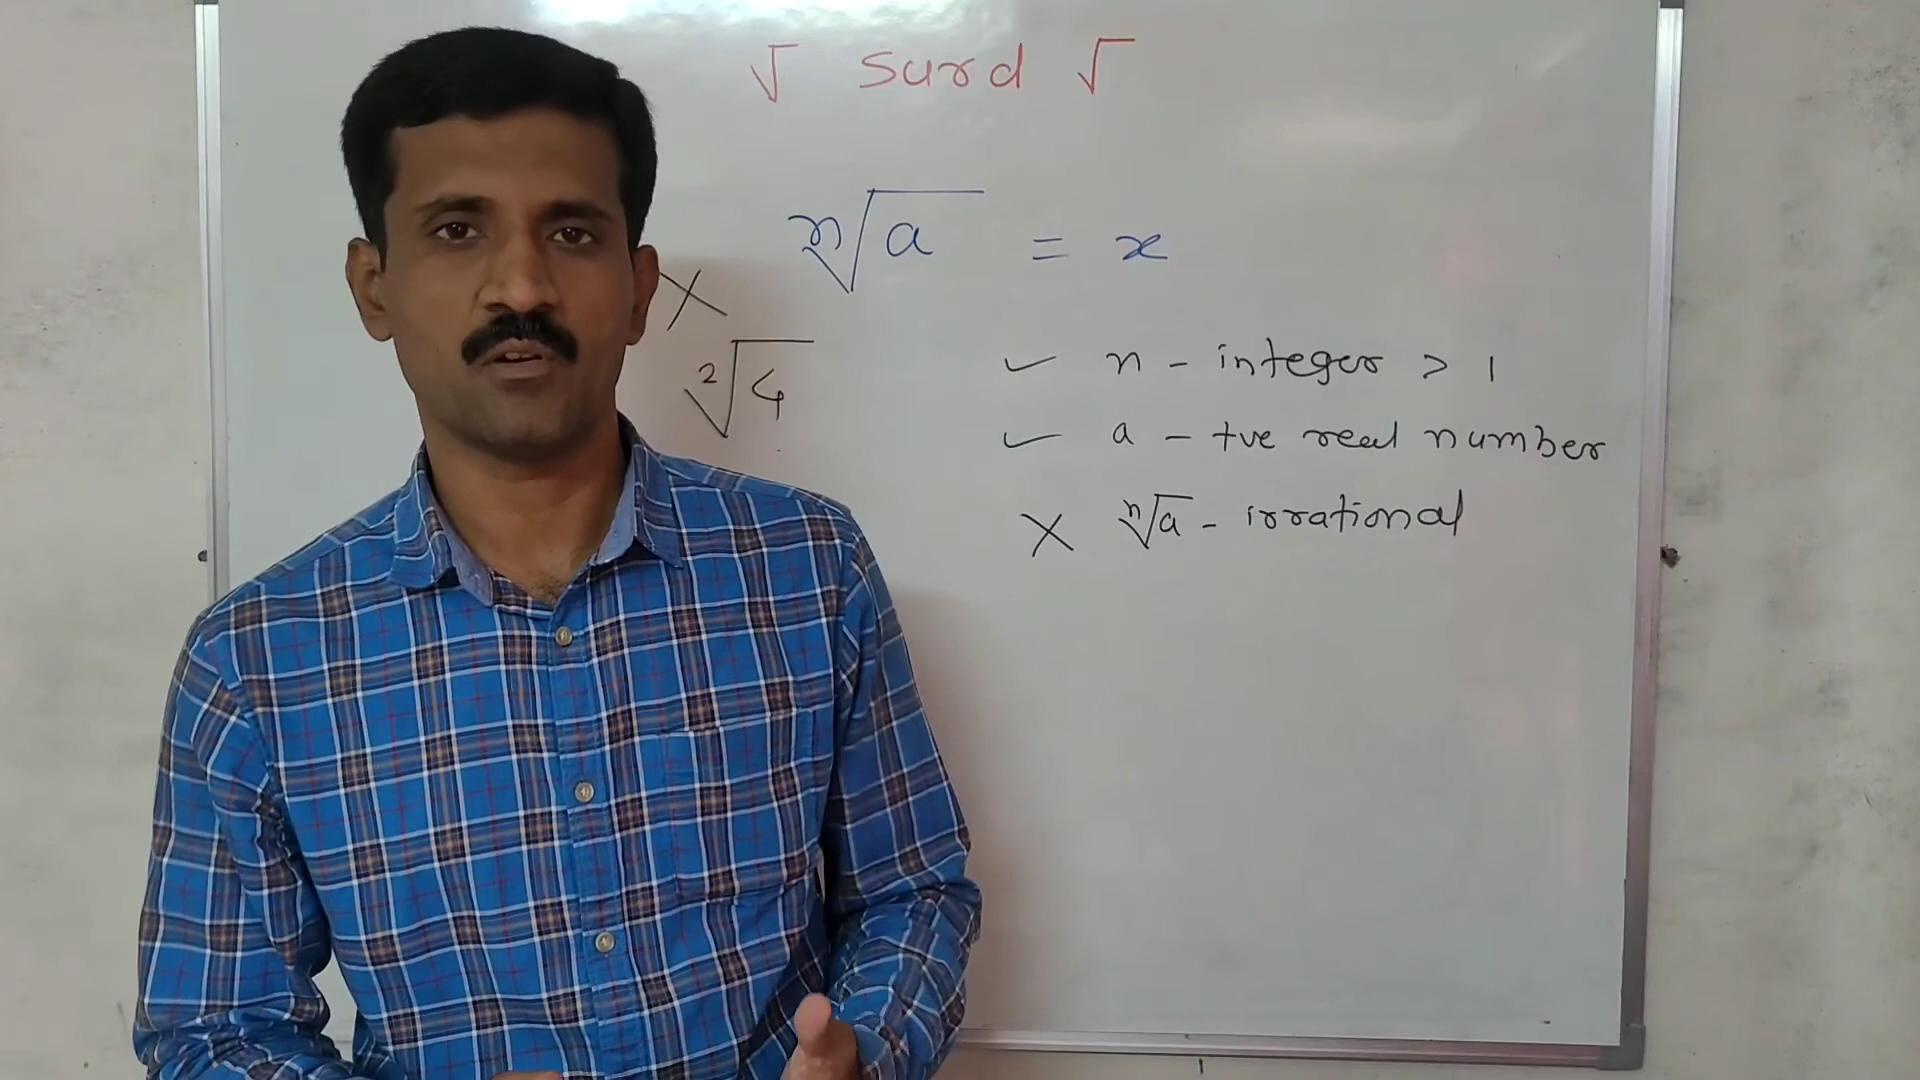 √ Surd √
ⁿ√a = x
X
²√4
✓ n - integer > 1
✓ a - +ve real number
X ⁿ√a - irrational